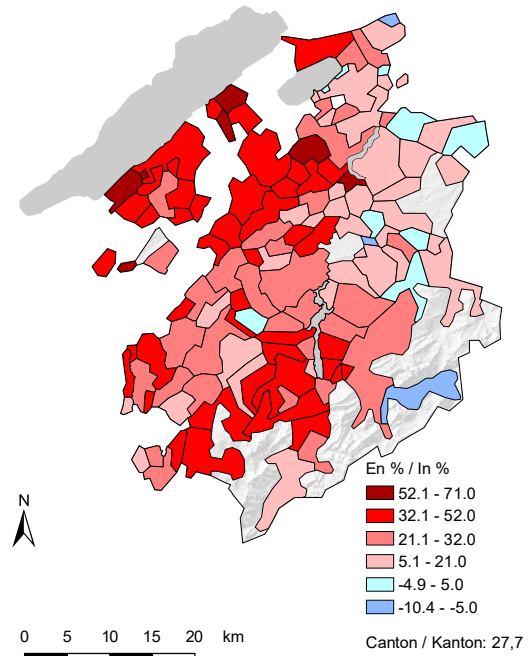 En % / In %
52.1 - 71.0
32.1 - 52.0
21.1 - 32.0
5.1 - 21.0
-4.9 - 5.0
-10.4 - -5.0
N
0 5 10 15 20 km
Canton / Kanton: 27,7